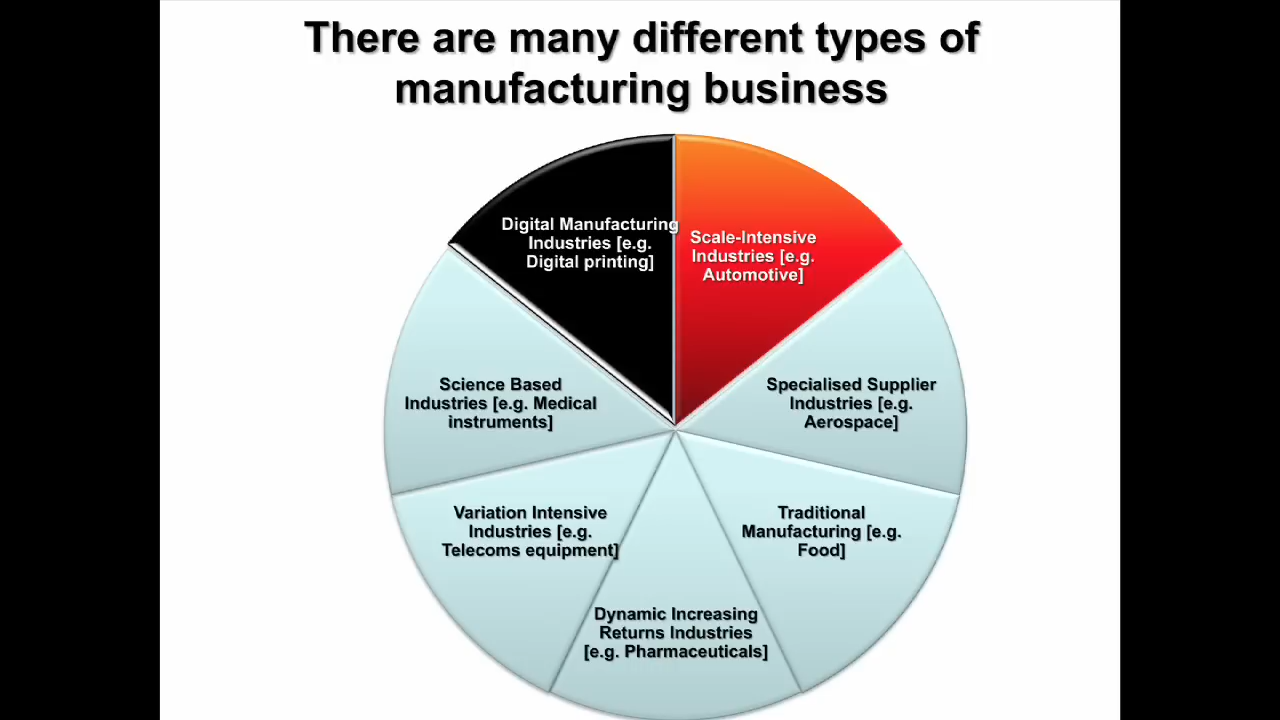 There are many different types of
manufacturing business
Digital Manufacturing
Industries [e.g.
Digital printing]
Scale-Intensive
Industries [e.g.
Automotive]
Science Based
Industries [e.g. Medical
instruments]
Specialised Supplier
Industries [e.g.
Aerospace]
Variation Intensive
Industries [e.g.
Telecoms equipment]
Traditional
Manufacturing [e.g.
Food]
Dynamic Increasing
Returns Industries
[e.g. Pharmaceuticals]